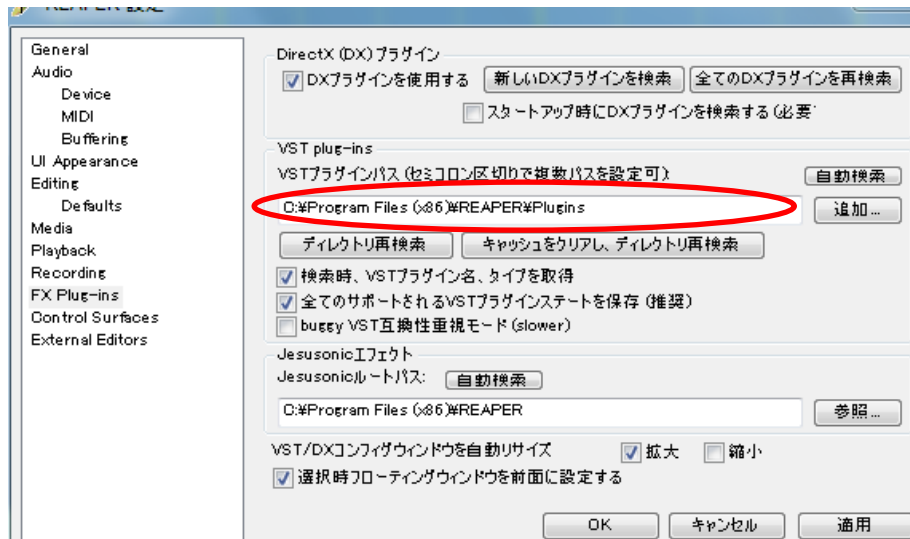 REAPER 設定
General
Audio
Device
MIDI
Buffering
UI Appearance
Editing
Defaults
Media
Playback
Recording
FX Plug-ins
Control Surfaces
External Editors
DirectX (DX) プラグイン
DXプラグインを使用する 新しいDXプラグインを検索 全てのDXプラグインを再検索
スタートアップ時にDXプラグインを検索する (必要
VST plug-ins
VSTプラグインパス (セミコロン区切りで複数パスを設定可) 自動検索
C:¥Program Files (x86)¥REAPER¥Plugins 追加...
ディレクトリ再検索 キャッシュをクリアし、ディレクトリ再検索
検索時、VSTプラグイン名、タイプを取得
全てのサポートされるVSTプラグインステートを保存 (推奨)
buggy VST互換性重視モード (slower)
Jesusonicエフェクト
Jesusonicルートパス: 自動検索
C:¥Program Files (x86)¥REAPER 参照...
VST/DXコンフィグウィンドウを自動リサイズ 拡大 縮小
選択時フローティングウィンドウを前面に設定する
OK キャンセル 適用